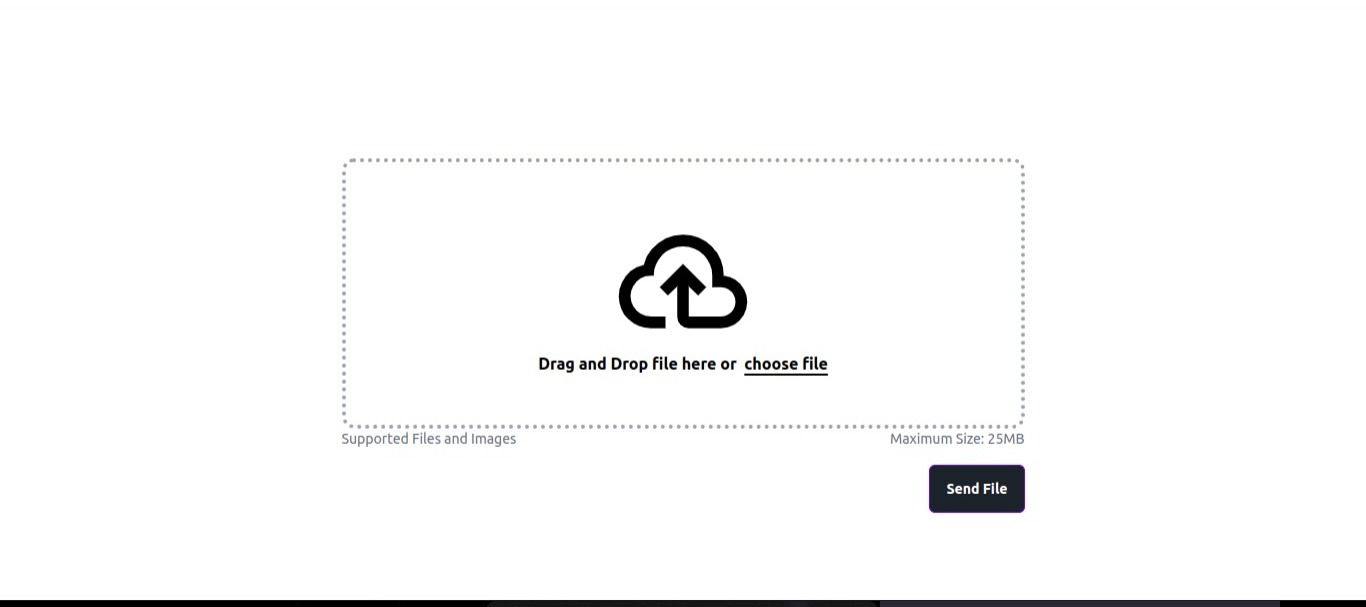 Drag and Drop file here or choose file
Supported Files and Images
Maximum Size: 25MB
Send File